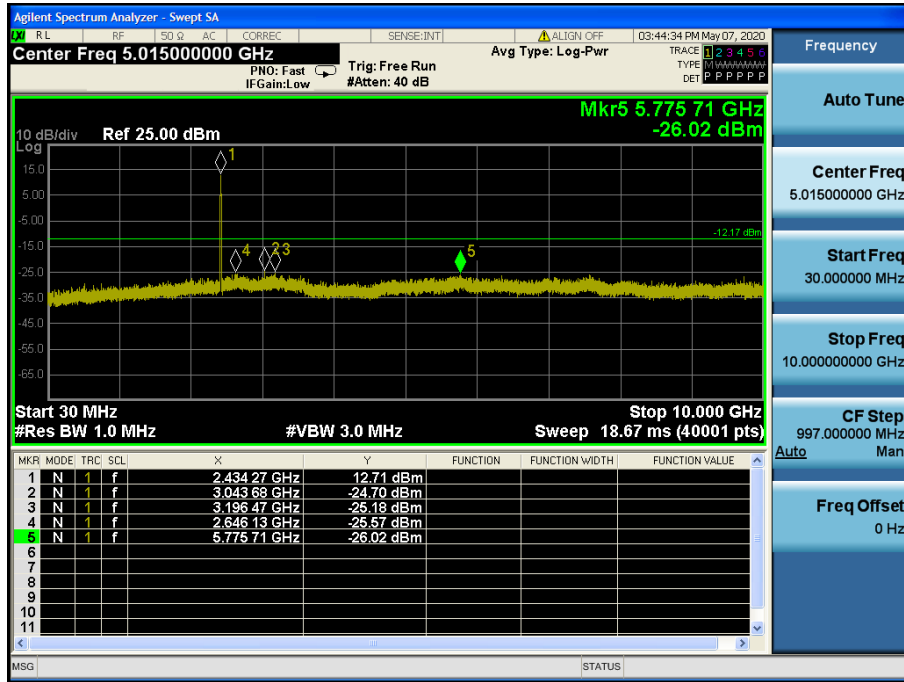 Agilent Spectrum Analyzer - Swept SA
LXI RL RF 50 Ω AC CORREC SENSE:INT ALIGN OFF 03:44:34 PM May 07, 2020
Center Freq 5.015000000 GHz
PNO: Fast
IFGain:Low
Trig: Free Run
#Atten: 40 dB
Avg Type: Log-Pwr
TRACE 1 2 3 4 5 6
TYPE M W W W W W
DET P P P P P P
Mkr5 5.775 71 GHz
-26.02 dBm
10 dB/div
Log
Ref 25.00 dBm
15.0
5.00
-5.00
-15.0
-25.0
-35.0
-45.0
-55.0
-65.0
1
4
2
3
5
-12.17 dBm
Start 30 MHz
Stop 10.000 GHz
#Res BW 1.0 MHz
#VBW 3.0 MHz
Sweep 18.67 ms (40001 pts)
MKR MODE TRC SCL X Y FUNCTION FUNCTION WIDTH FUNCTION VALUE
1 N 1 f 2.434 27 GHz 12.71 dBm
2 N 1 f 3.043 68 GHz -24.70 dBm
3 N 1 f 3.196 47 GHz -25.18 dBm
4 N 1 f 2.646 13 GHz -25.57 dBm
5 N 1 f 5.775 71 GHz -26.02 dBm
6
7
8
9
10
11
MSG
STATUS
Frequency
Auto Tune
Center Freq
5.015000000 GHz
Start Freq
30.000000 MHz
Stop Freq
10.000000000 GHz
CF Step
997.000000 MHz
Auto Man
Freq Offset
0 Hz